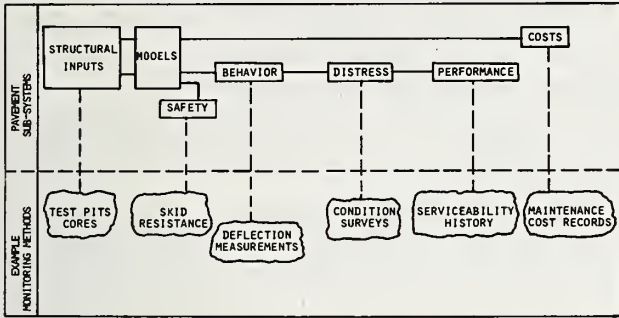 PAVEMENT
SUB-SYSTEMS
STRUCTURAL
INPUTS
MODELS
COSTS
BEHAVIOR
DISTRESS
PERFORMANCE
SAFETY
EXAMPLE
MONITORING METHODS
TEST PITS
CORES
SKID
RESISTANCE
DEFLECTION
MEASUREMENTS
CONDITION
SURVEYS
SERVICEABILITY
HISTORY
MAINTENANCE
COST RECORDS